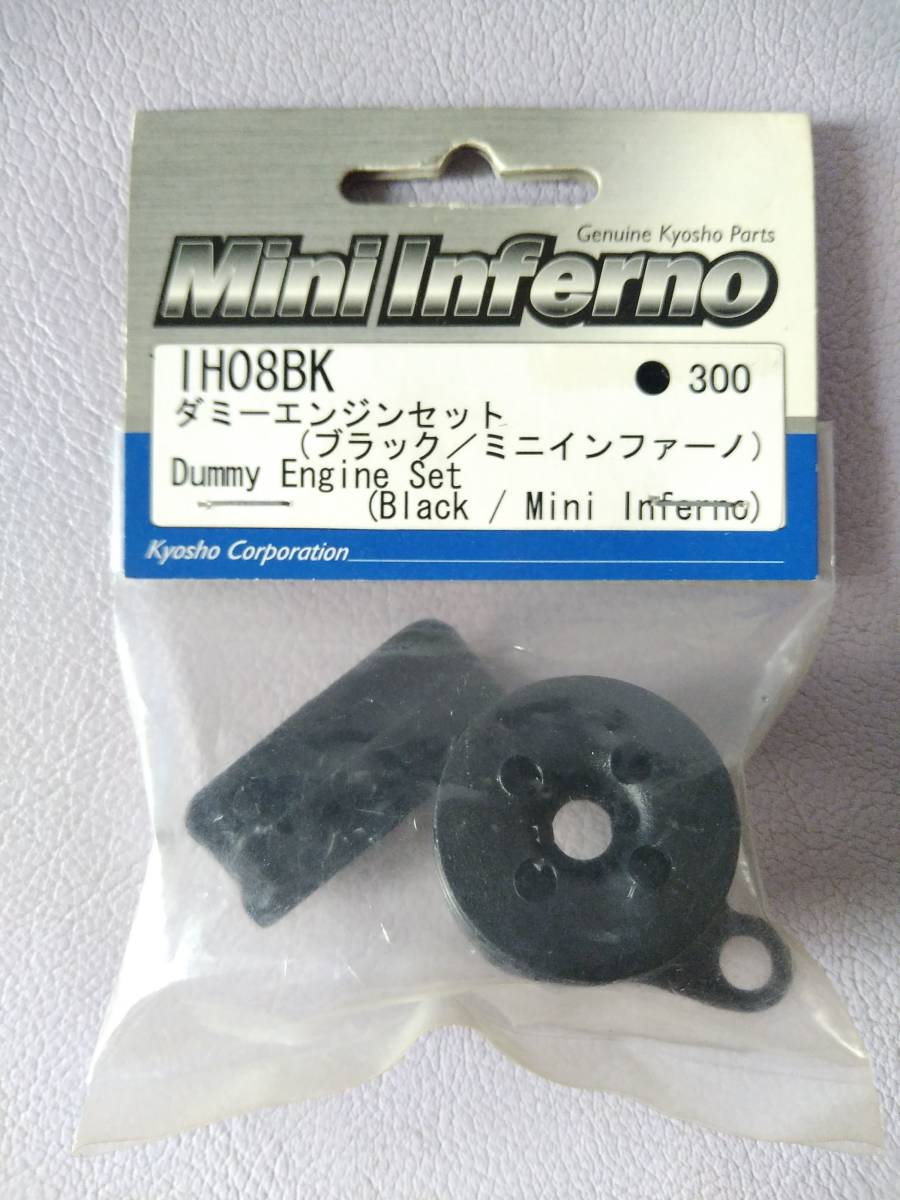 Genuine Kyosho Parts
Mini Inferno
IH08BK ● 300
ダミーエンジンセット
(ブラック／ミニインファーノ)
Dummy Engine Set
(Black / Mini Inferno)
Kyosho Corporation